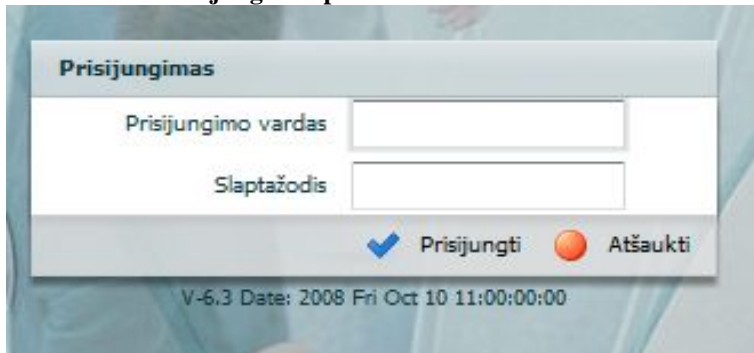 Prisijungimas
Prisijungimo vardas
Slaptažodis
Prisijungti Atšaukti
V-6.3 Date: 2008 Fri Oct 10 11:00:00:00